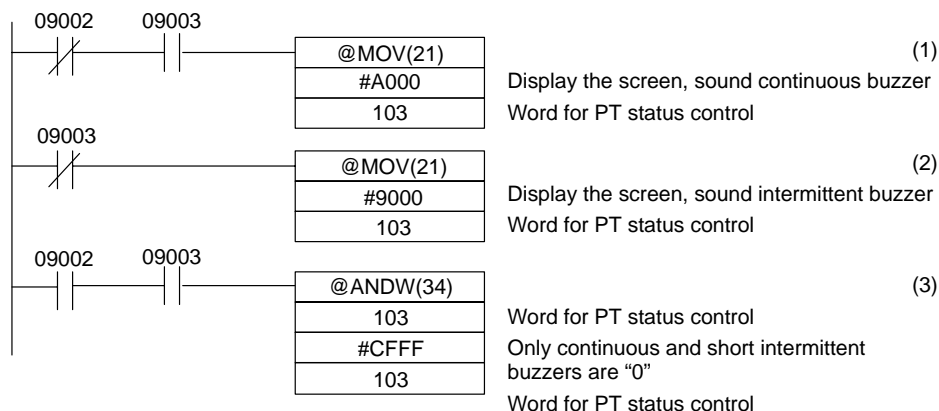 09002 09003
@MOV(21) (1)
#A000 Display the screen, sound continuous buzzer
103 Word for PT status control
09003
@MOV(21) (2)
#9000 Display the screen, sound intermittent buzzer
103 Word for PT status control
09002 09003
@ANDW(34) (3)
103 Word for PT status control
#CFFF Only continuous and short intermittent
buzzers are “0”
103
Word for PT status control